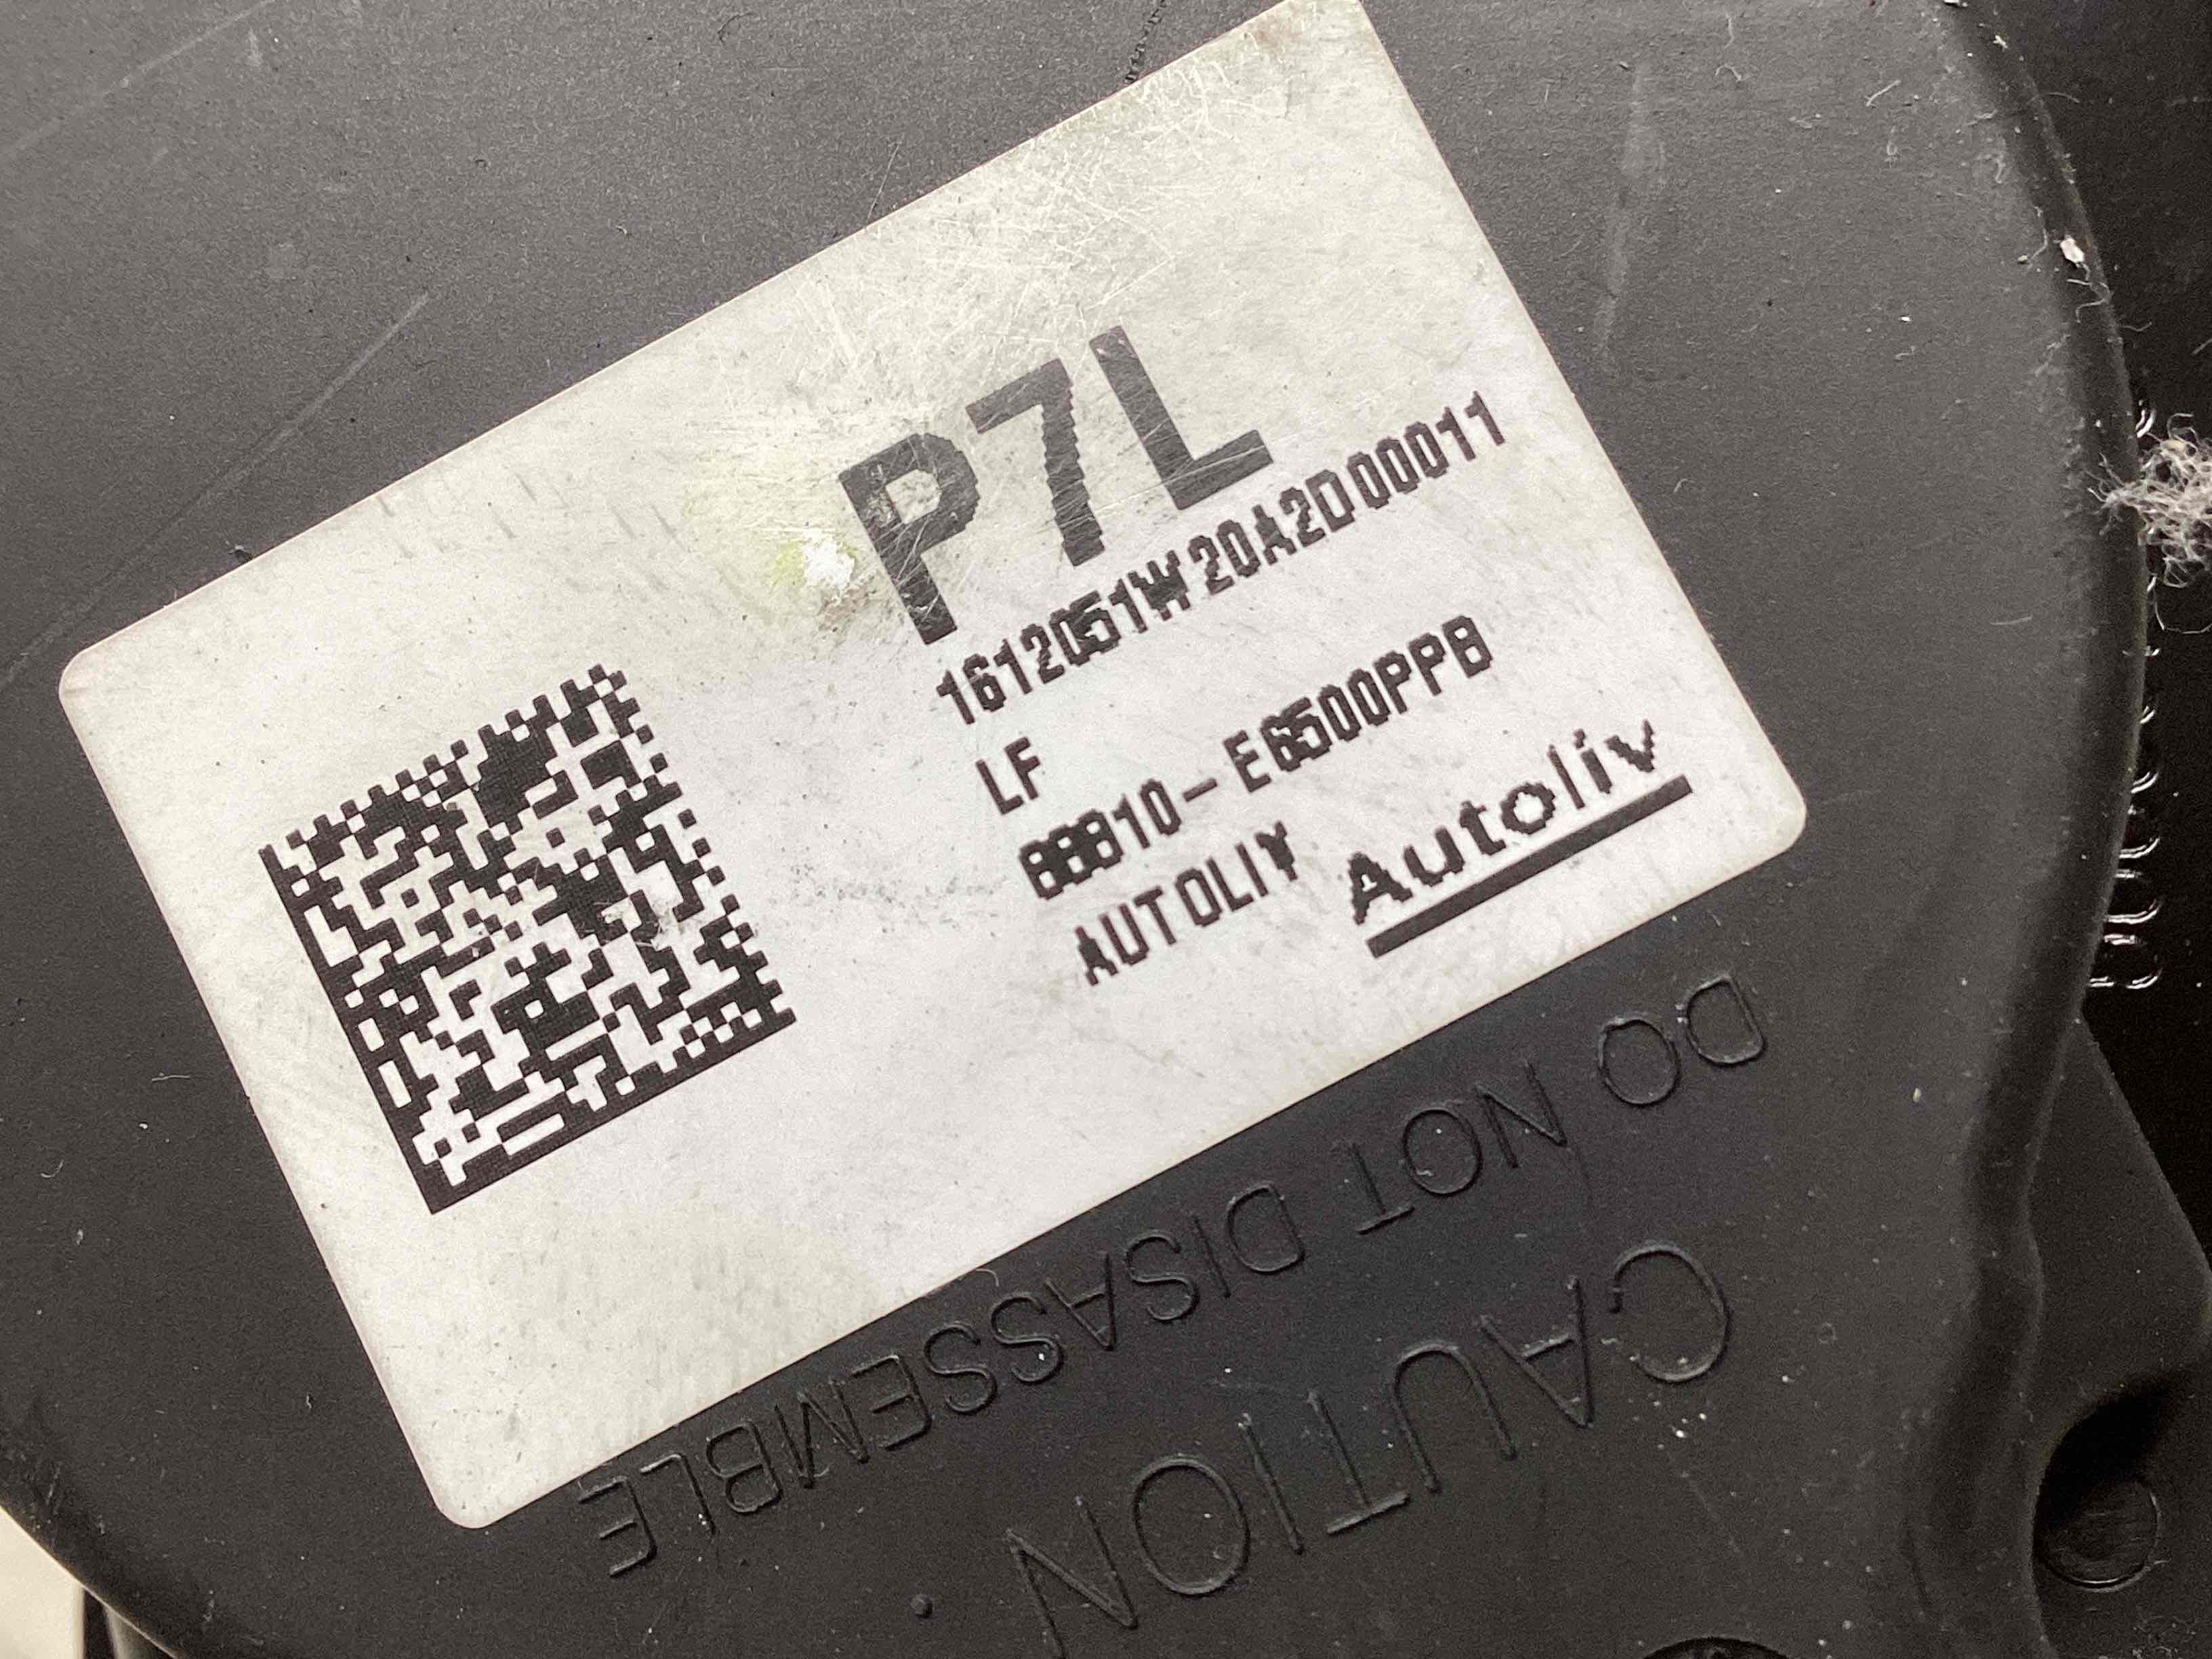 P7L
1612051W20A2D00011
LF
88810-E6500PPB
AUTOLIV
Autoliv
CAUTION
DO NOT DISASSEMBLE